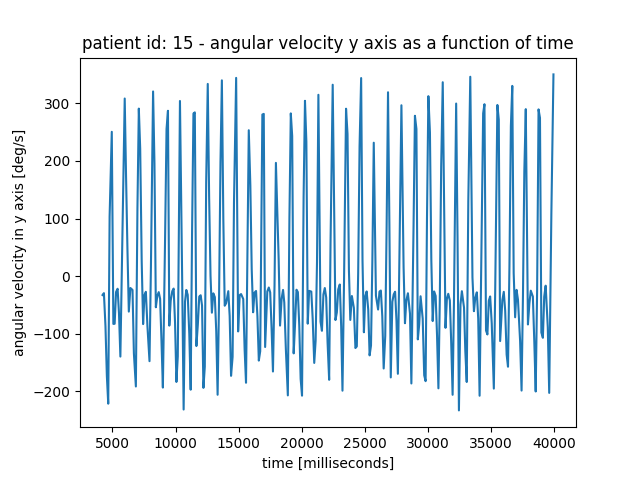 patient id: 15 - angular velocity y axis as a function of time
angular velocity in y axis [deg/s]
300
200
100
0
−100
−200
5000 10000 15000 20000 25000 30000 35000 40000
time [milliseconds]